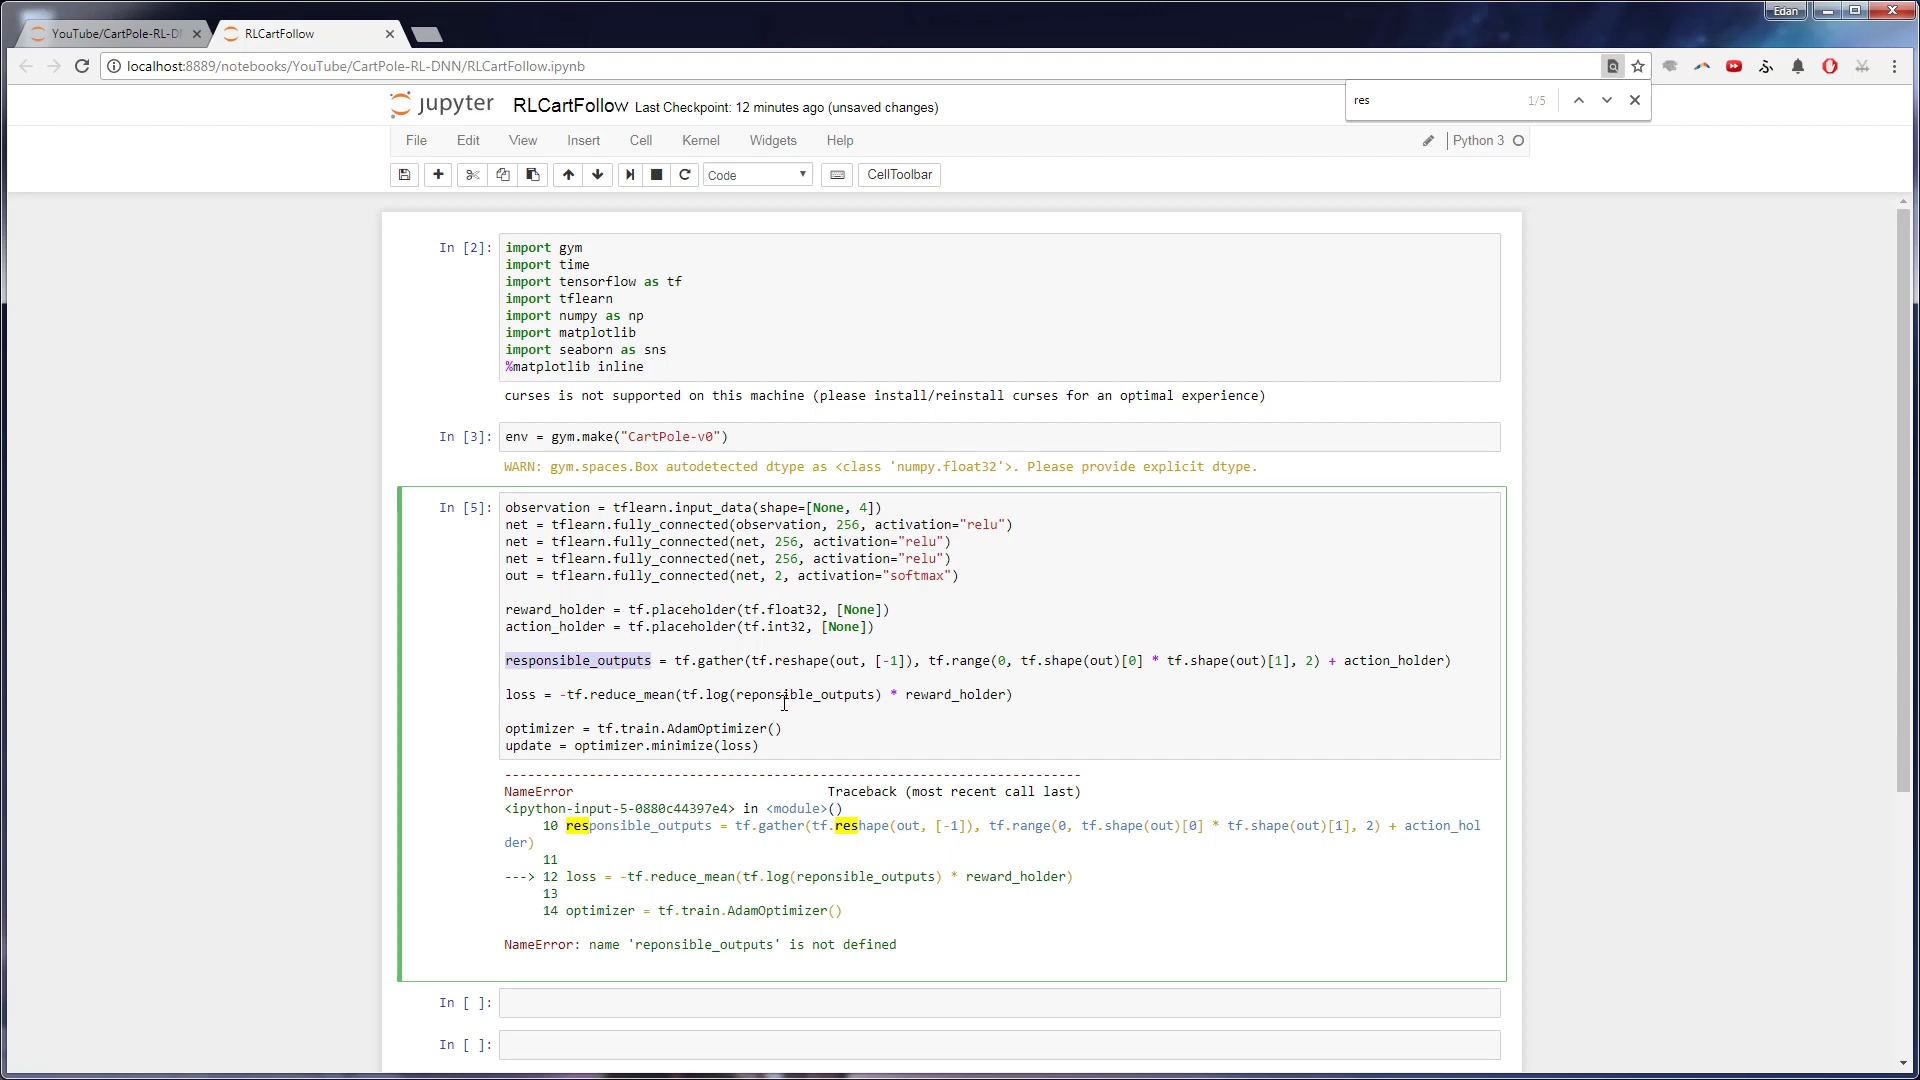 Edan
YouTube/CartPole-RL-D
RLCartFollow
localhost:8889/notebooks/YouTube/CartPole-RL-DNN/RLCartFollow.ipynb
res 1/5
jupyter RLCartFollow Last Checkpoint: 12 minutes ago (unsaved changes)
File Edit View Insert Cell Kernel Widgets Help Python 3
Code CellToolbar
In [2]: import gym
import time
import tensorflow as tf
import tflearn
import numpy as np
import matplotlib
import seaborn as sns
%matplotlib inline
curses is not supported on this machine (please install/reinstall curses for an optimal experience)
In [3]: env = gym.make("CartPole-v0")
WARN: gym.spaces.Box autodetected dtype as <class 'numpy.float32'>. Please provide explicit dtype.
In [5]: observation = tflearn.input_data(shape=[None, 4])
net = tflearn.fully_connected(observation, 256, activation="relu")
net = tflearn.fully_connected(net, 256, activation="relu")
net = tflearn.fully_connected(net, 256, activation="relu")
out = tflearn.fully_connected(net, 2, activation="softmax")
reward_holder = tf.placeholder(tf.float32, [None])
action_holder = tf.placeholder(tf.int32, [None])
responsible_outputs = tf.gather(tf.reshape(out, [-1]), tf.range(0, tf.shape(out)[0] * tf.shape(out)[1], 2) + action_holder)
loss = -tf.reduce_mean(tf.log(reponsible_outputs) * reward_holder)
optimizer = tf.train.AdamOptimizer()
update = optimizer.minimize(loss)
---------------------------------------------------------------------------
NameError Traceback (most recent call last)
<ipython-input-5-0880c44397e4> in <module>()
10 responsible_outputs = tf.gather(tf.reshape(out, [-1]), tf.range(0, tf.shape(out)[0] * tf.shape(out)[1], 2) + action_hol
der)
11
---> 12 loss = -tf.reduce_mean(tf.log(reponsible_outputs) * reward_holder)
13
14 optimizer = tf.train.AdamOptimizer()
NameError: name 'reponsible_outputs' is not defined
In [ ]:
In [ ]: